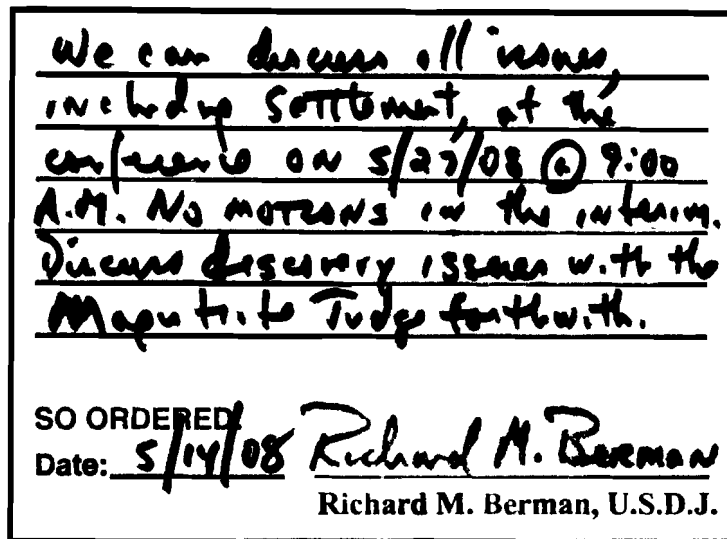 We can discuss all issues,
including settlement, at the
conference on 5/27/08 @ 9:00
A.M. No motions in the interim.
Discuss discovery issues with the
Magistrate Judge forthwith.
SO ORDERED:
Date: 5/14/08 Richard M. Berman
Richard M. Berman, U.S.D.J.